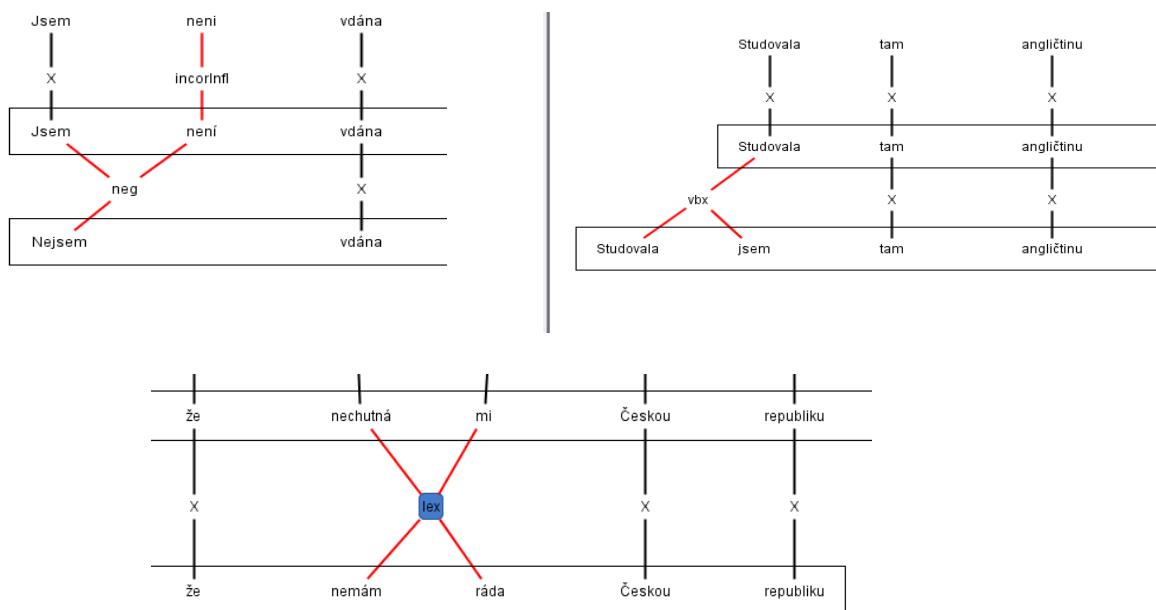 Jsem neni vdána
X incorInfl X
Jsem není vdána
neg X
Nejsem vdána
Studovala tam angličtinu
X X X
Studovala tam angličtinu
vbx X X
Studovala jsem tam angličtinu
že nechutná mi Českou republiku
X lex X X
že nemám ráda Českou republiku